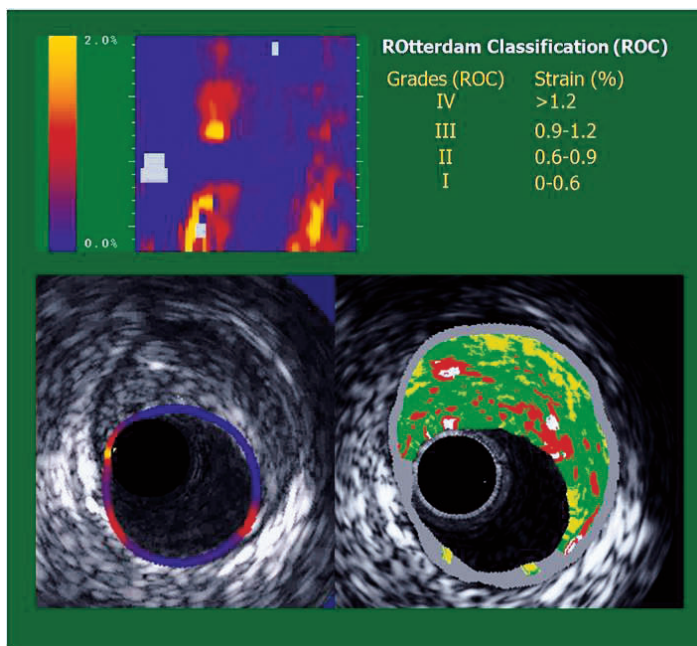 2.0%
0.0%
ROtterdam Classification (ROC)
Grades (ROC) Strain (%)
IV >1.2
III 0.9-1.2
II 0.6-0.9
I 0-0.6